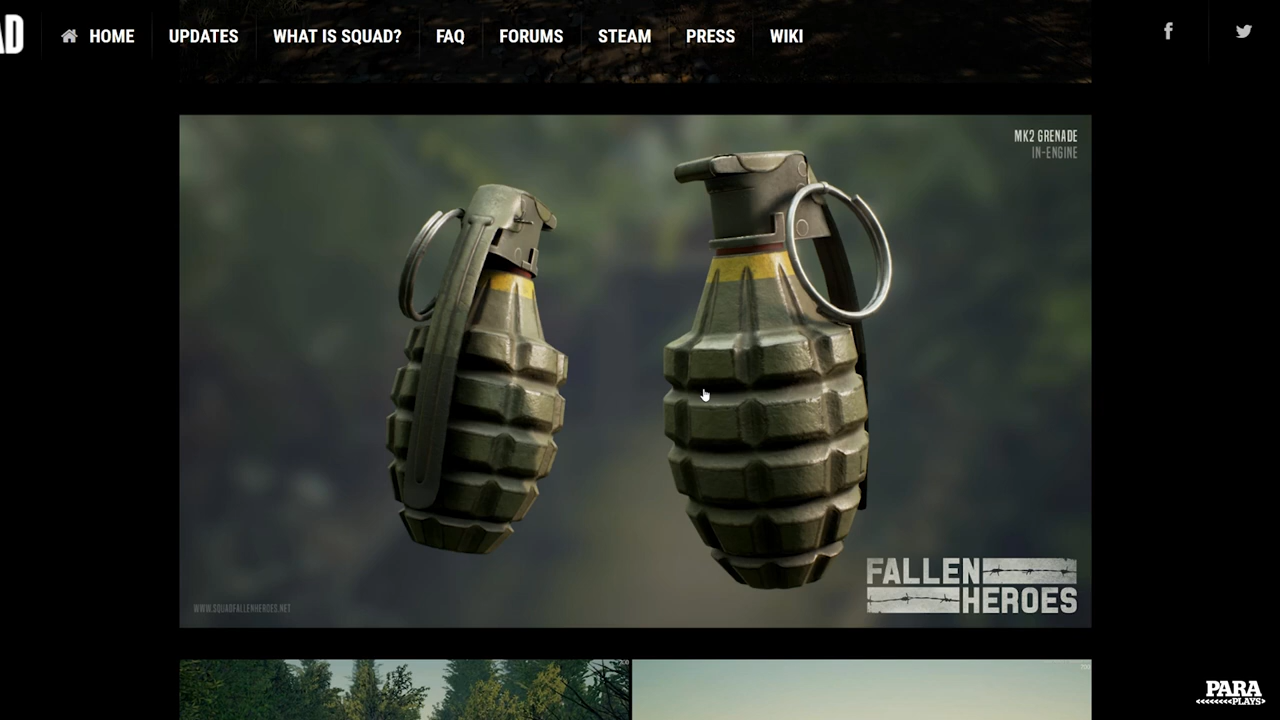 AD
HOME
UPDATES
WHAT IS SQUAD?
FAQ
FORUMS
STEAM
PRESS
WIKI
MK2 GRENADE
IN-ENGINE
FALLEN
HEROES
WWW.SQUADFALLENHEROES.NET
PARA
PLAYS